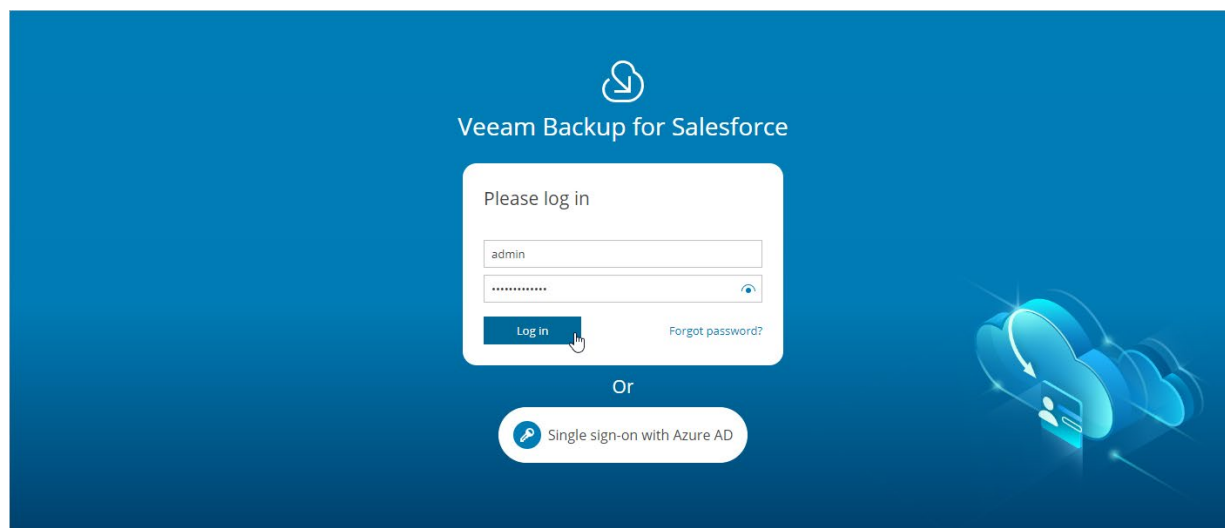 Veeam Backup for Salesforce
Please log in
admin
•••••••••••••
Log in
Forgot password?
Or
Single sign-on with Azure AD